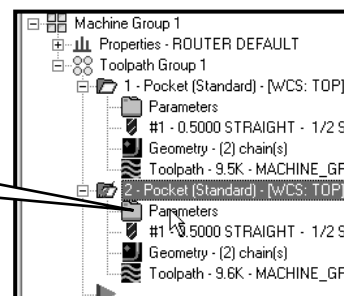 Machine Group 1
Properties - ROUTER DEFAULT
Toolpath Group 1
1 - Pocket (Standard) - [WCS: TOP]
Parameters
#1 - 0.5000 STRAIGHT - 1/2 S
Geometry - (2) chain(s)
Toolpath - 9.5K - MACHINE_GF
2 - Pocket (Standard) - [WCS: TOP]
Parameters
#1 - 0.5000 STRAIGHT - 1/2 S
Geometry - (2) chain(s)
Toolpath - 9.6K - MACHINE_GF